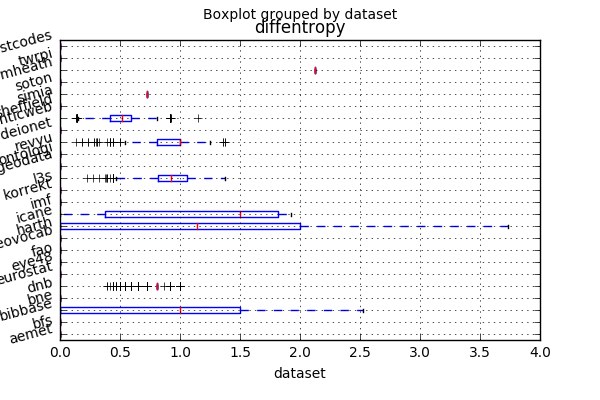 Boxplot grouped by dataset
diffentropy
stcodes
twrpi
mheath
soton
simia
sheffield
nticweb
deionet
revyu
ontologi
geodata
l3s
korrekt
imf
icane
harth
eovocab
fao
eye48
eurostat
dnb
bne
bibbase
bfs
aemet
0.0 0.5 1.0 1.5 2.0 2.5 3.0 3.5 4.0
dataset